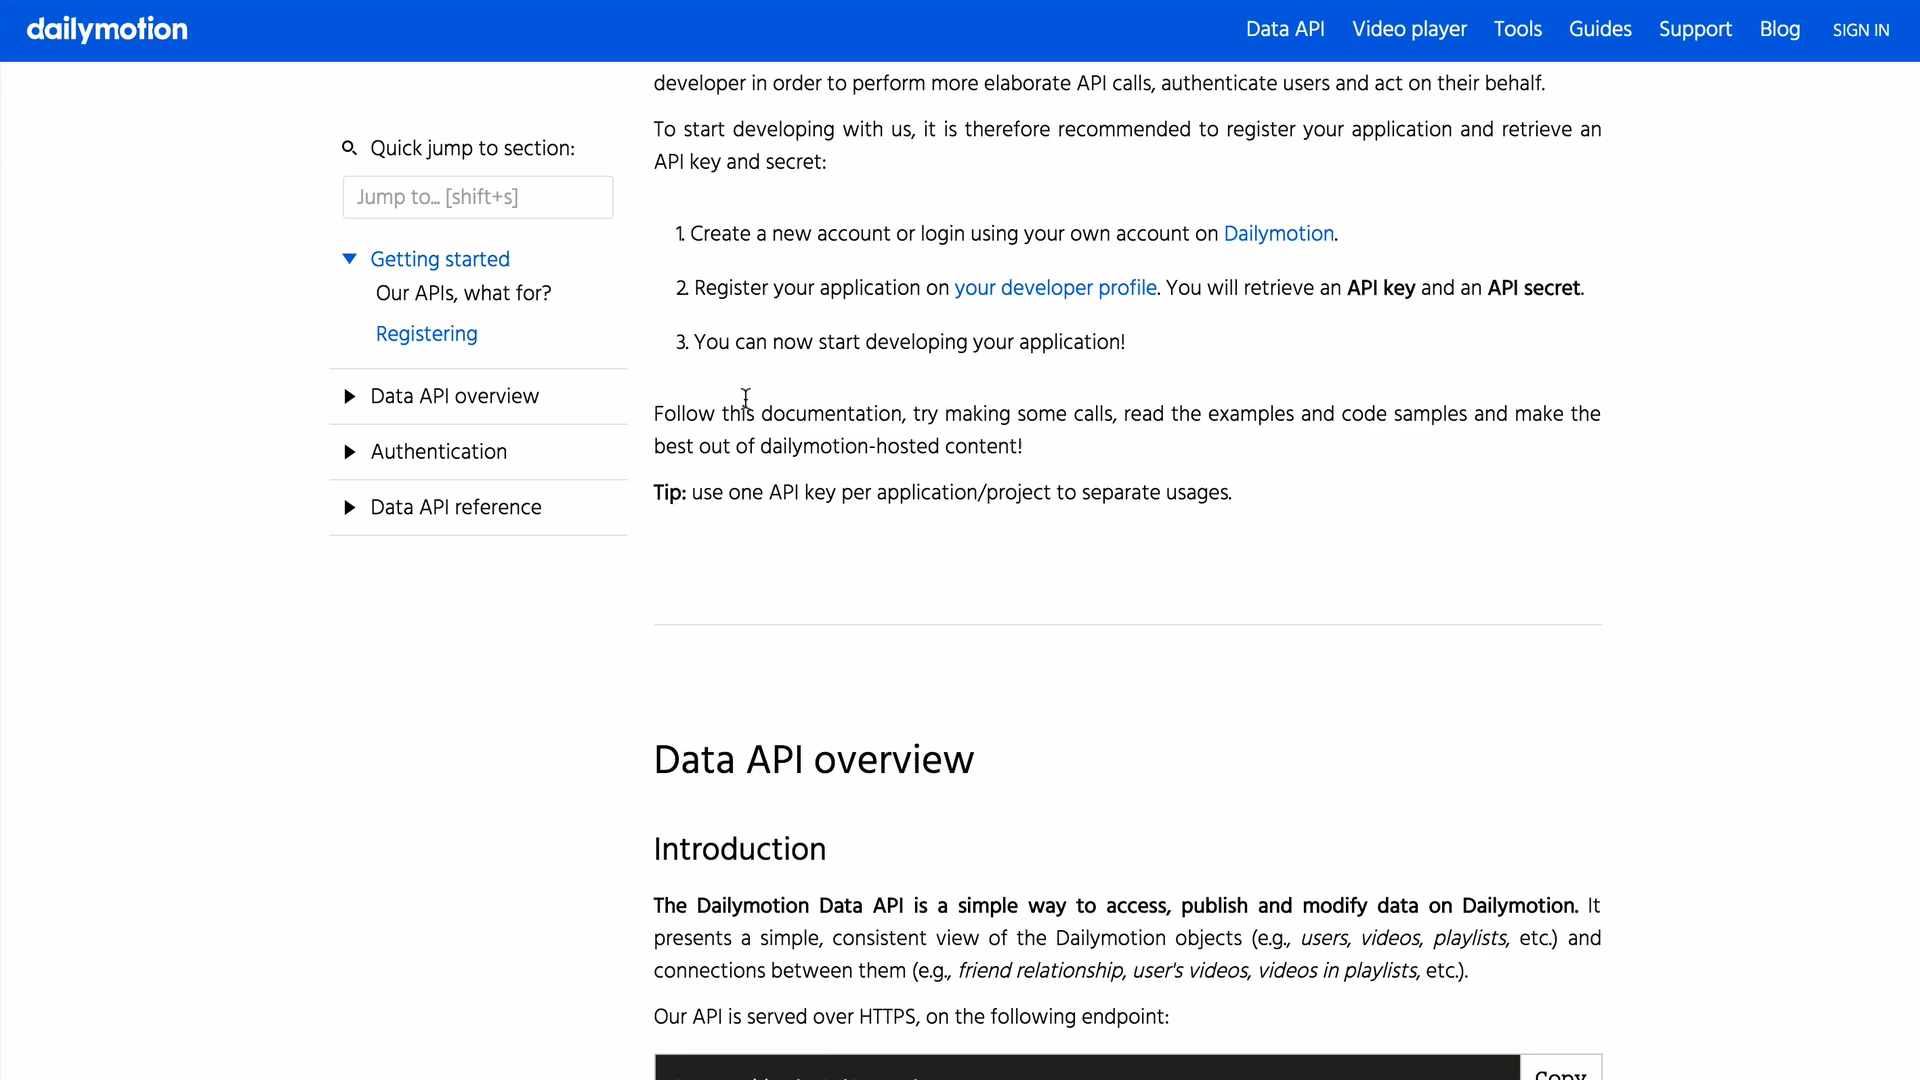 dailymotion
Data API Video player Tools Guides Support Blog SIGN IN
Quick jump to section:
Jump to... [shift+s]
Getting started
Our APIs, what for?
Registering
Data API overview
Authentication
Data API reference
developer in order to perform more elaborate API calls, authenticate users and act on their behalf.
To start developing with us, it is therefore recommended to register your application and retrieve an
API key and secret:
1. Create a new account or login using your own account on Dailymotion.
2. Register your application on your developer profile. You will retrieve an API key and an API secret.
3. You can now start developing your application!
Follow this documentation, try making some calls, read the examples and code samples and make the
best out of dailymotion-hosted content!
Tip: use one API key per application/project to separate usages.
Data API overview
Introduction
The Dailymotion Data API is a simple way to access, publish and modify data on Dailymotion. It
presents a simple, consistent view of the Dailymotion objects (e.g., users, videos, playlists, etc.) and
connections between them (e.g., friend relationship, user's videos, videos in playlists, etc.).
Our API is served over HTTPS, on the following endpoint:
Copy